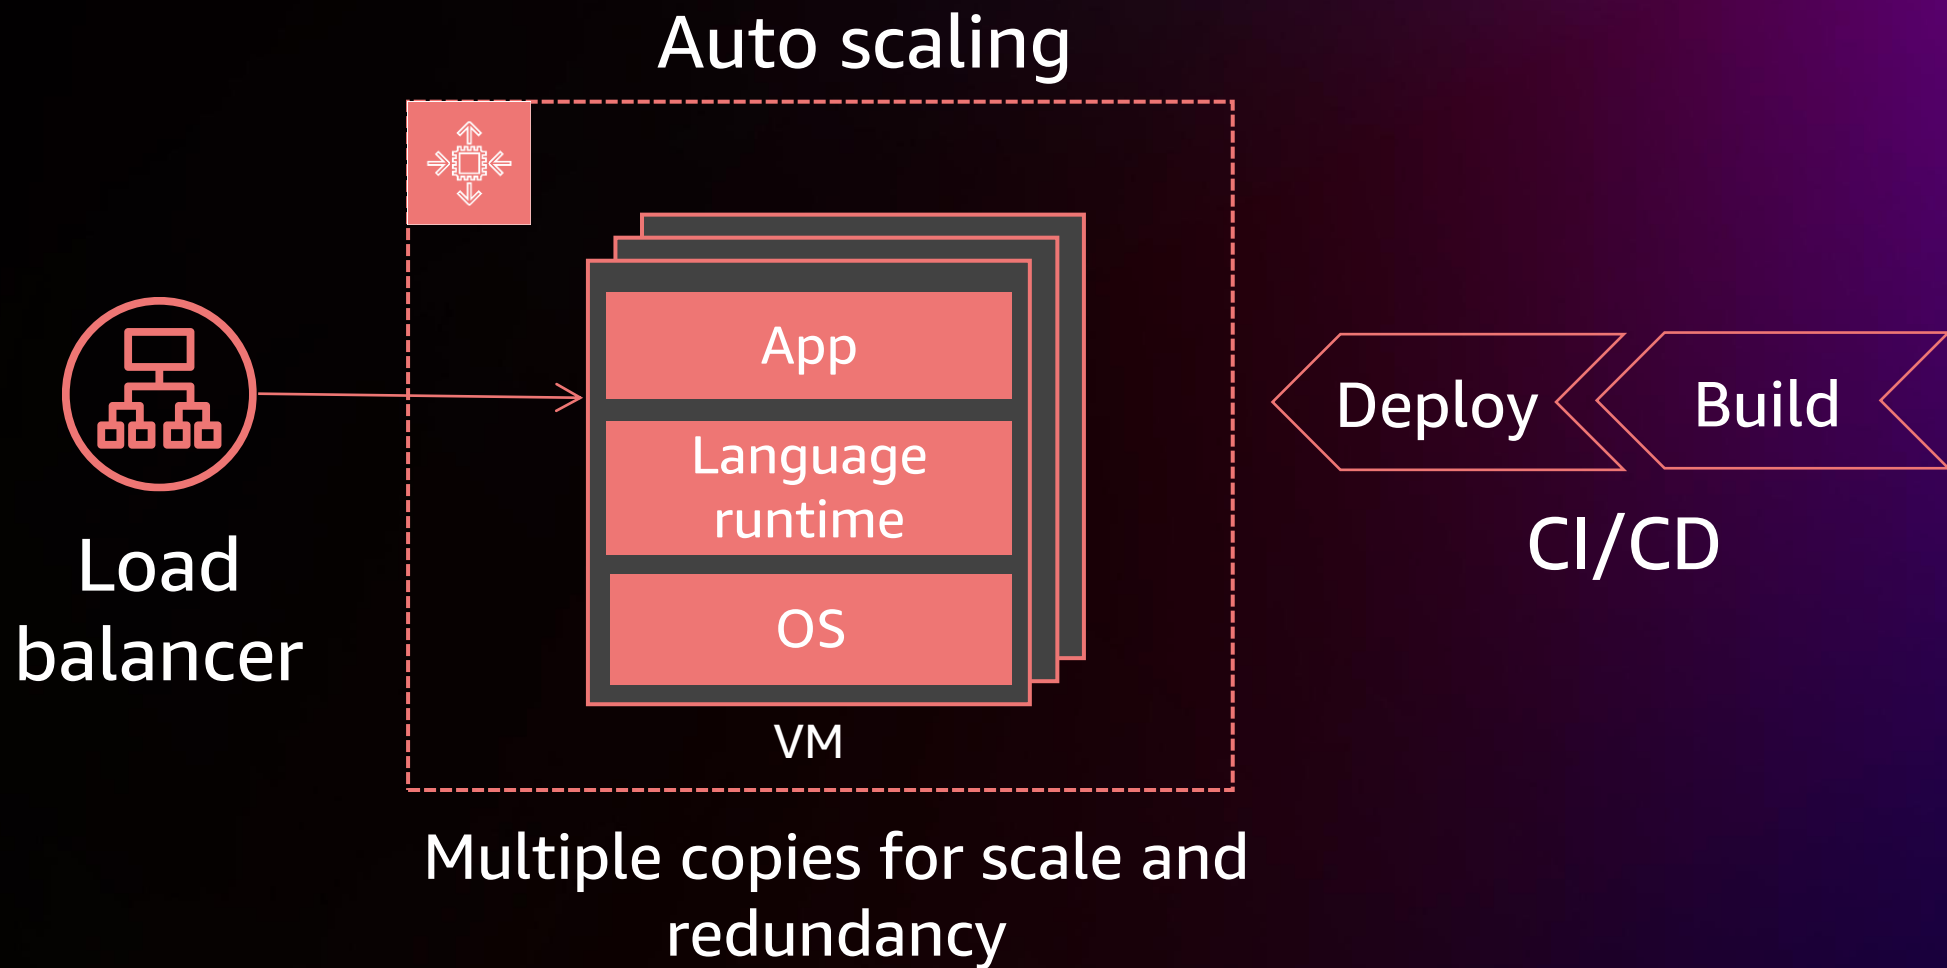 Auto scaling
App
Language
runtime
OS
VM
Load
balancer
Deploy
Build
CI/CD
Multiple copies for scale and
redundancy